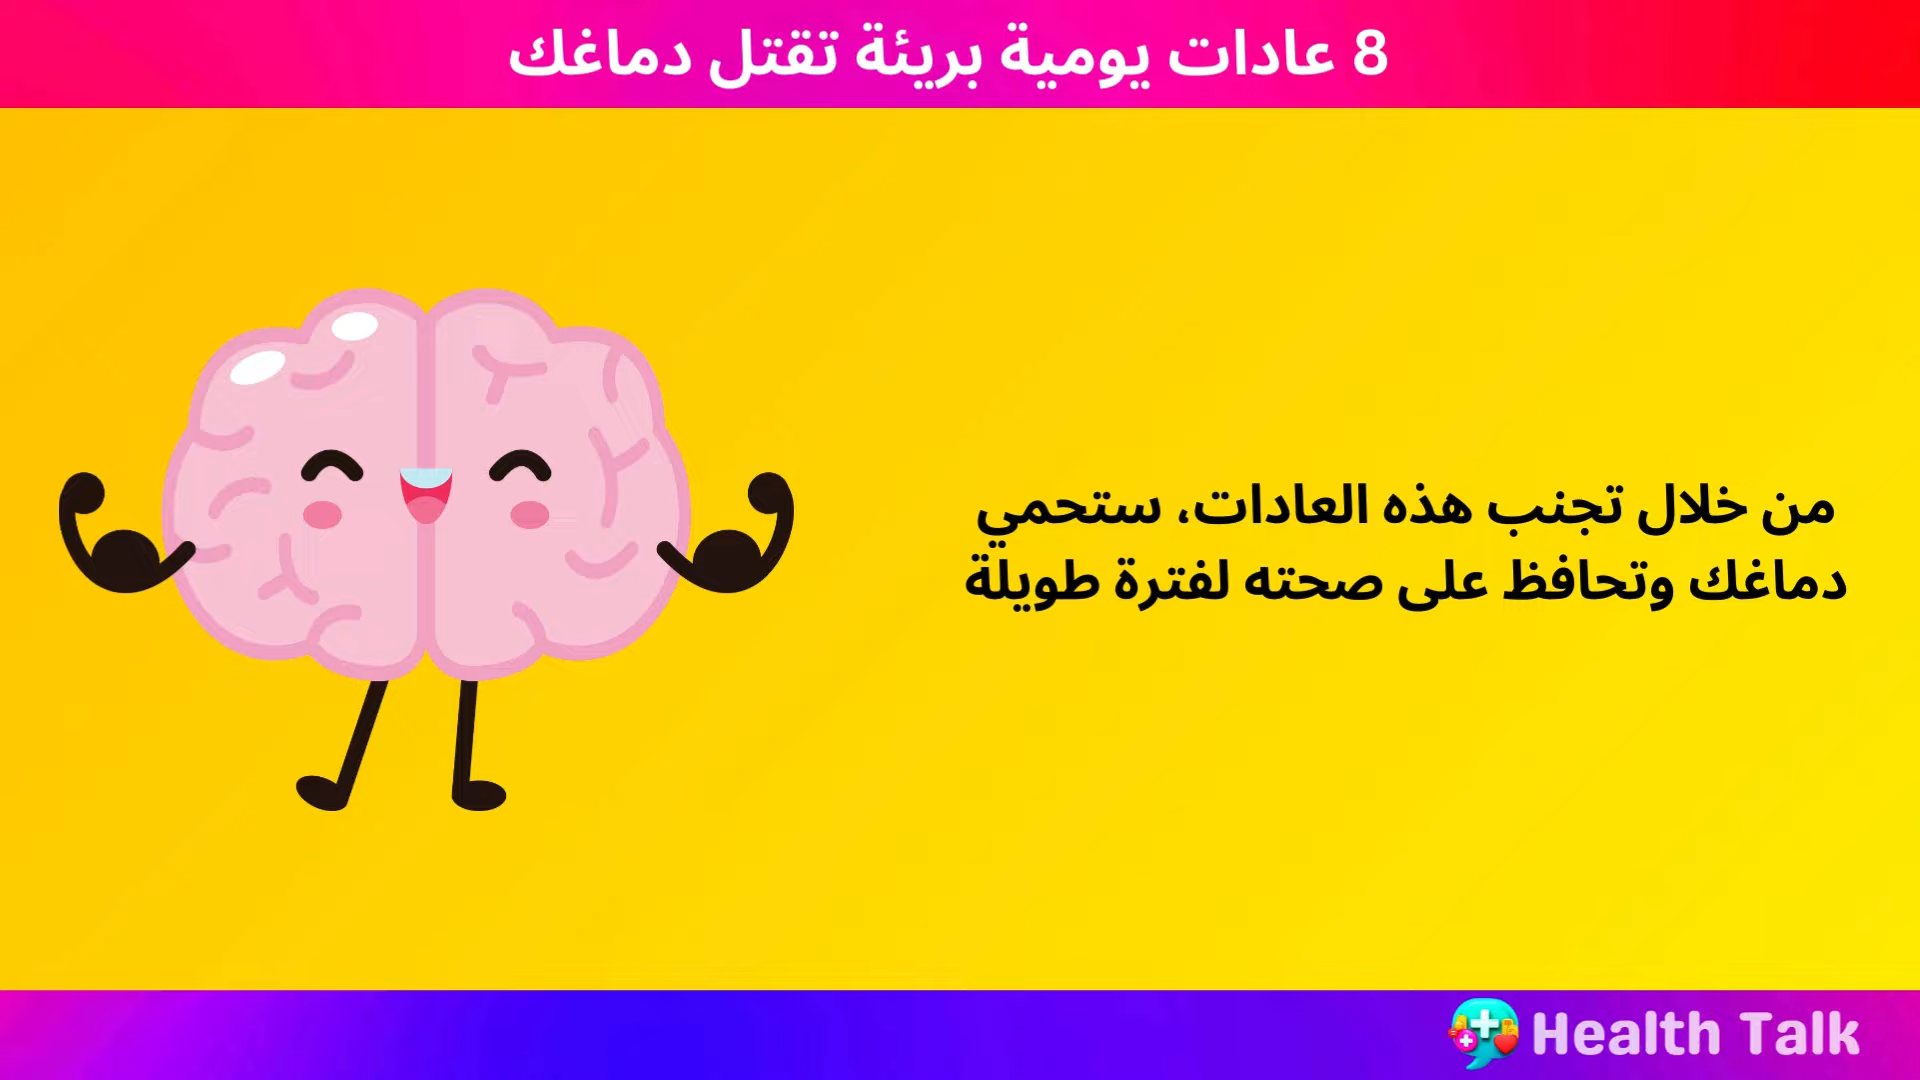 8 عادات يومية بريئة تقتل دماغك
من خلال تجنب هذه العادات، ستحمي
دماغك وتحافظ على صحته لفترة طويلة
Health Talk